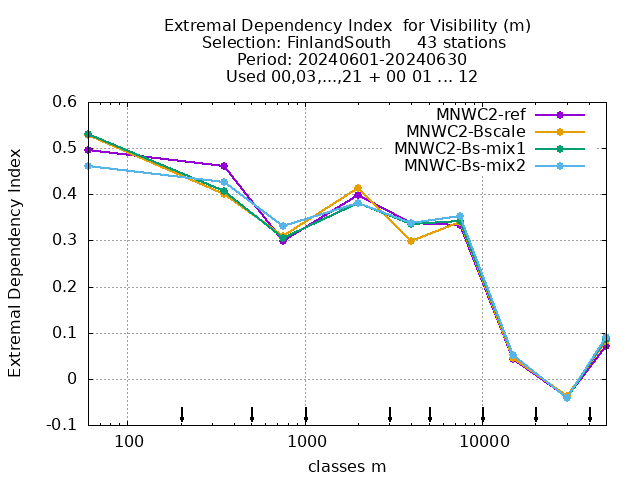 Extremal Dependency Index  for Visibility (m)
Selection: FinlandSouth     43 stations
Period: 20240601-20240630
Used 00,03,...,21 + 00 01 ... 12
MNWC2-ref
MNWC2-Bscale
MNWC2-Bs-mix1
MNWC-Bs-mix2
Extremal Dependency Index
0.6
0.5
0.4
0.3
0.2
0.1
0
-0.1
100
1000
10000
classes m